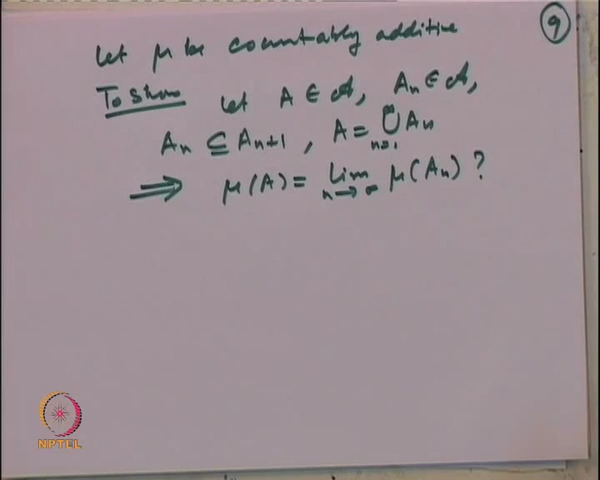 9
Let μ be countably additive
To show Let A ∈ 𝒜, Aₙ ∈ 𝒜,
Aₙ ⊆ Aₙ₊₁, A = ⋃ₙ₌₁^∞ Aₙ
⟹ μ(A) = lim_{n→∞} μ(Aₙ)?
NPTEL